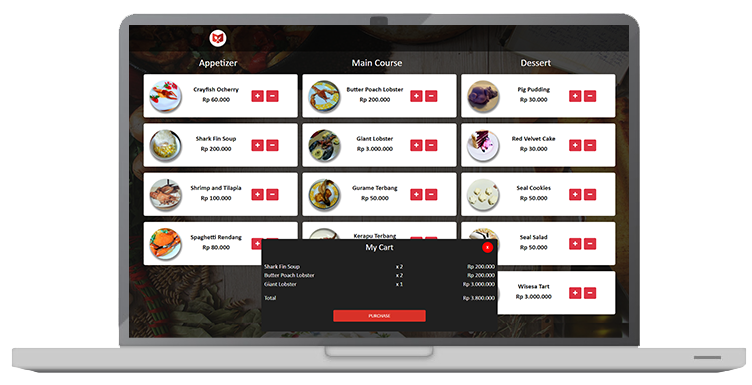 Appetizer
Main Course
Dessert
Crayfish Ocherry
Rp 60.000
Butter Poach Lobster
Rp 200.000
Pig Pudding
Rp 30.000
Shark Fin Soup
Rp 200.000
Giant Lobster
Rp 3.000.000
Red Velvet Cake
Rp 30.000
Shrimp and Tilapia
Rp 100.000
Gurame Terbang
Rp 50.000
Seal Cookies
Rp 50.000
Spaghetti Rendang
Rp 80.000
Kerapu Terbang
Seal Salad
Rp 50.000
Wisesa Tart
Rp 3.000.000
My Cart
x
Shark Fin Soup x 2 Rp 200.000
Butter Poach Lobster x 2 Rp 200.000
Giant Lobster x 1 Rp 3.000.000
Total Rp 3.800.000
PURCHASE